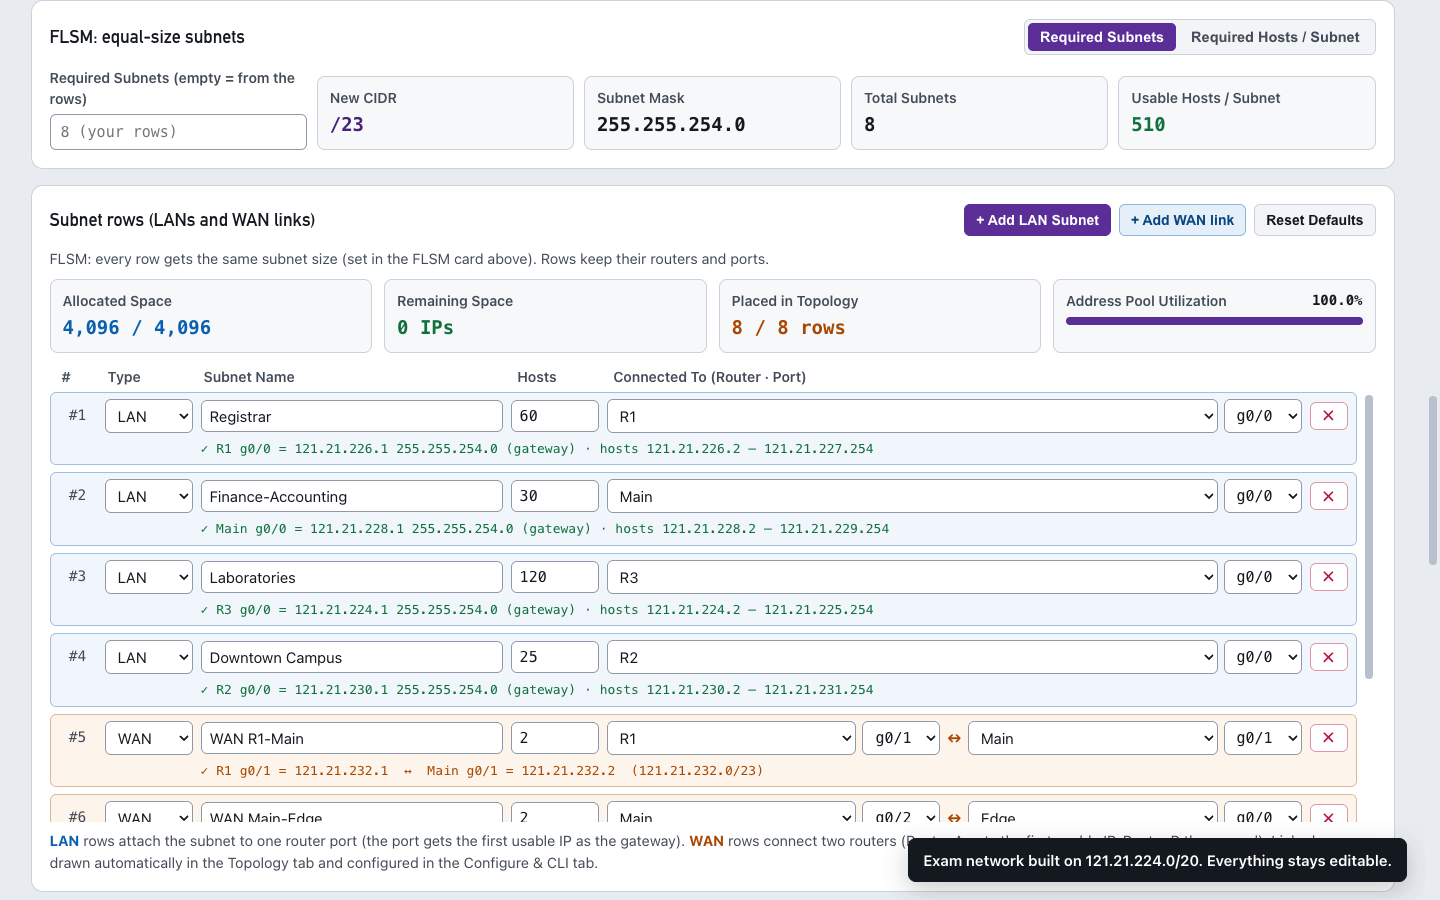 FLSM: equal-size subnets
Required Subnets
Required Hosts / Subnet
Required Subnets (empty = from the
rows)
8 (your rows)
New CIDR
/23
Subnet Mask
255.255.254.0
Total Subnets
8
Usable Hosts / Subnet
510
Subnet rows (LANs and WAN links)
+ Add LAN Subnet
+ Add WAN link
Reset Defaults
FLSM: every row gets the same subnet size (set in the FLSM card above). Rows keep their routers and ports.
Allocated Space
4,096 / 4,096
Remaining Space
0 IPs
Placed in Topology
8 / 8 rows
Address Pool Utilization 100.0%
# Type Subnet Name Hosts Connected To (Router · Port)
#1 LAN Registrar 60 R1 g0/0 ✕
✓ R1 g0/0 = 121.21.226.1 255.255.254.0 (gateway) · hosts 121.21.226.2 – 121.21.227.254
#2 LAN Finance-Accounting 30 Main g0/0 ✕
✓ Main g0/0 = 121.21.228.1 255.255.254.0 (gateway) · hosts 121.21.228.2 – 121.21.229.254
#3 LAN Laboratories 120 R3 g0/0 ✕
✓ R3 g0/0 = 121.21.224.1 255.255.254.0 (gateway) · hosts 121.21.224.2 – 121.21.225.254
#4 LAN Downtown Campus 25 R2 g0/0 ✕
✓ R2 g0/0 = 121.21.230.1 255.255.254.0 (gateway) · hosts 121.21.230.2 – 121.21.231.254
#5 WAN WAN R1-Main 2 R1 g0/1 ↔ Main g0/1 ✕
✓ R1 g0/1 = 121.21.232.1 ↔ Main g0/1 = 121.21.232.2 (121.21.232.0/23)
#6 WAN WAN Main-Edge 2 Main g0/2 ↔ Edge g0/0 ✕
LAN rows attach the subnet to one router port (the port gets the first usable IP as the gateway). WAN rows connect two routers
drawn automatically in the Topology tab and configured in the Configure & CLI tab.
Exam network built on 121.21.224.0/20. Everything stays editable.